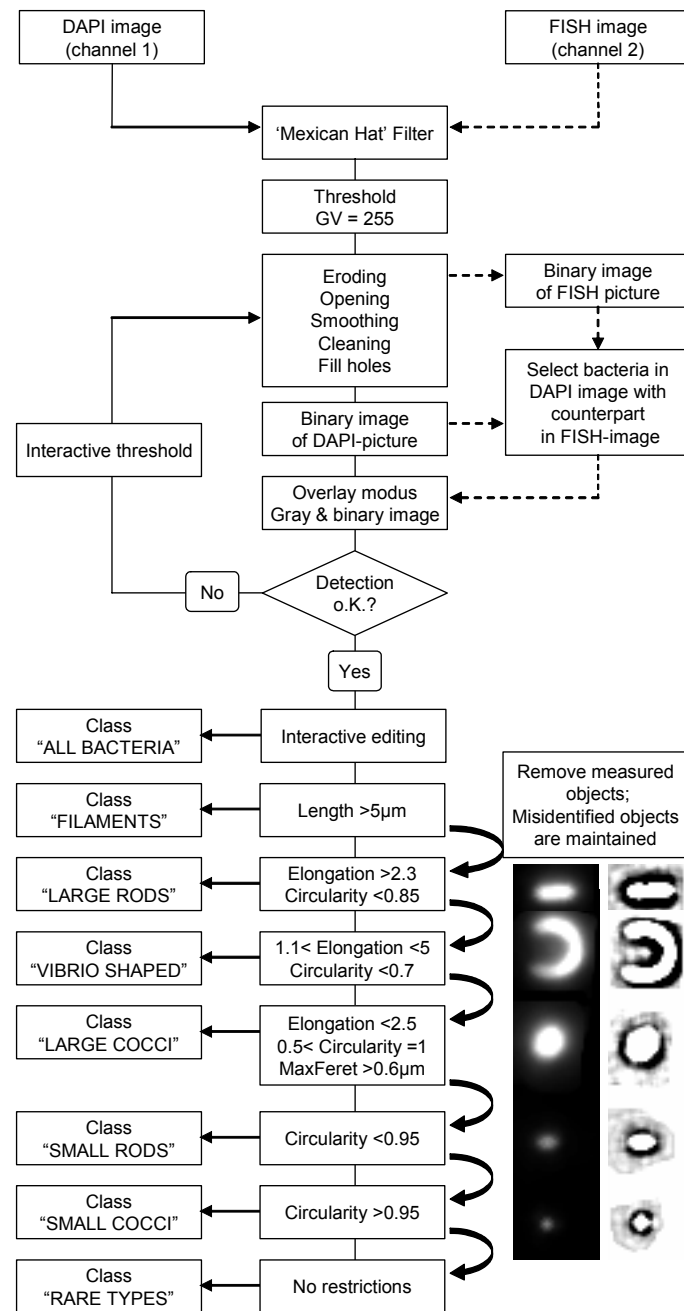 DAPI image
(channel 1)
FISH image
(channel 2)
‘Mexican Hat’ Filter
Threshold
GV = 255
Eroding
Opening
Smoothing
Cleaning
Fill holes
Binary image
of FISH picture
Select bacteria in
DAPI image with
counterpart
in FISH-image
Binary image
of DAPI-picture
Interactive threshold
Overlay modus
Gray & binary image
Detection
o.K.?
No
Yes
Class
“ALL BACTERIA”
Interactive editing
Class
“FILAMENTS”
Length >5µm
Remove measured
objects;
Misidentified objects
are maintained
Class
“LARGE RODS”
Elongation >2.3
Circularity <0.85
Class
“VIBRIO SHAPED”
1.1< Elongation <5
Circularity <0.7
Class
“LARGE COCCI”
Elongation <2.5
0.5< Circularity =1
MaxFeret >0.6µm
Class
“SMALL RODS”
Circularity <0.95
Class
“SMALL COCCI”
Circularity >0.95
Class
“RARE TYPES”
No restrictions